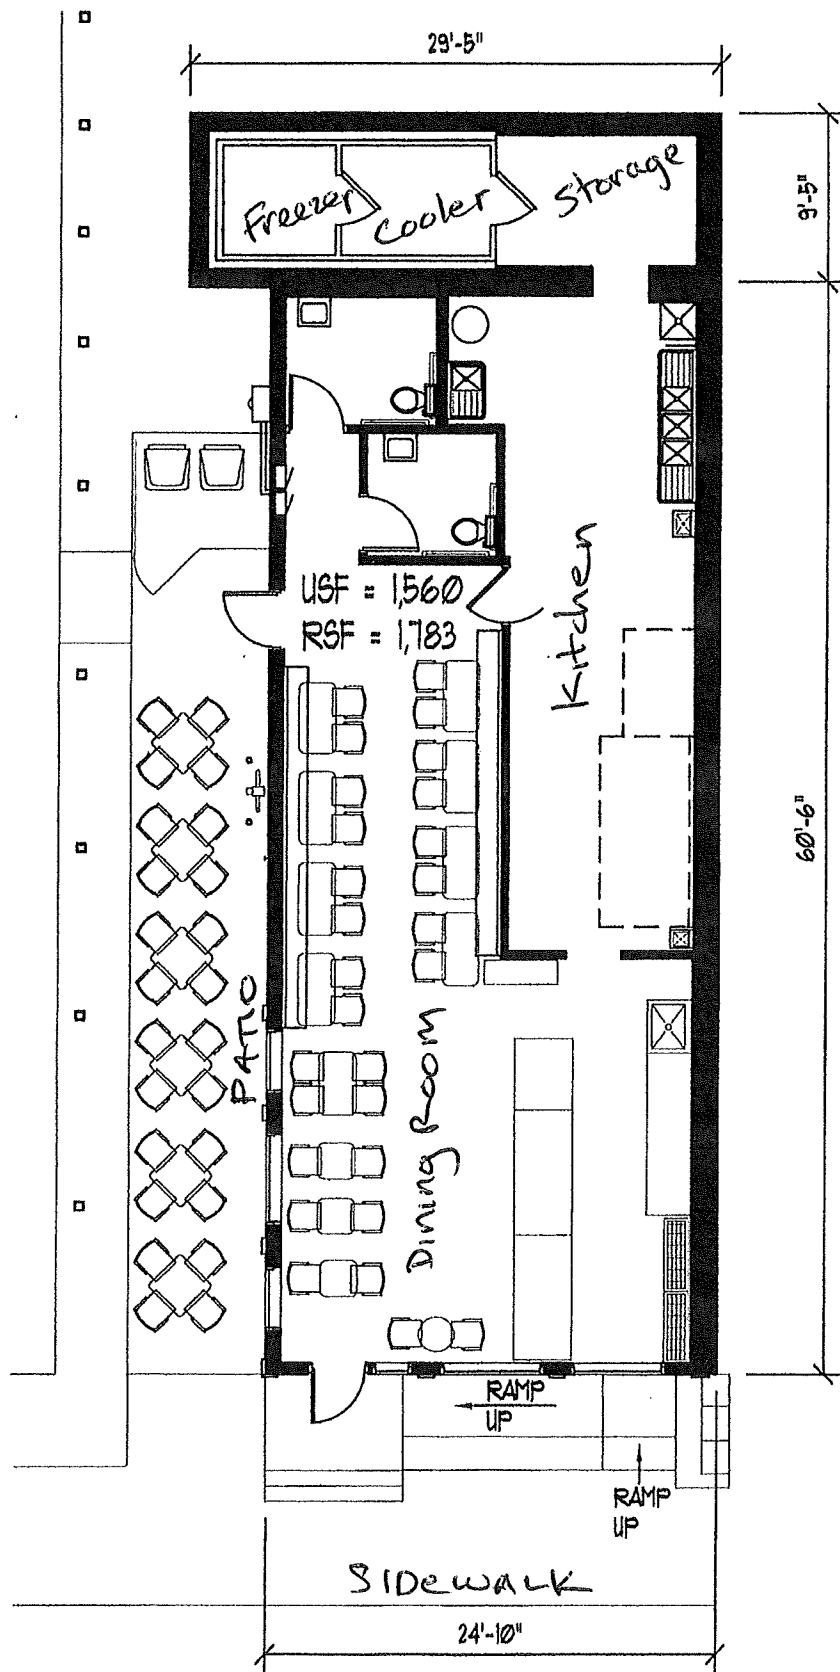 29'-5"
9'-5"
Freezer
Cooler
Storage
Kitchen
USF = 1,560
RSF = 1,783
60'-6"
PATIO
Dining Room
RAMP
UP
RAMP
UP
SIDEWALK
24'-10"